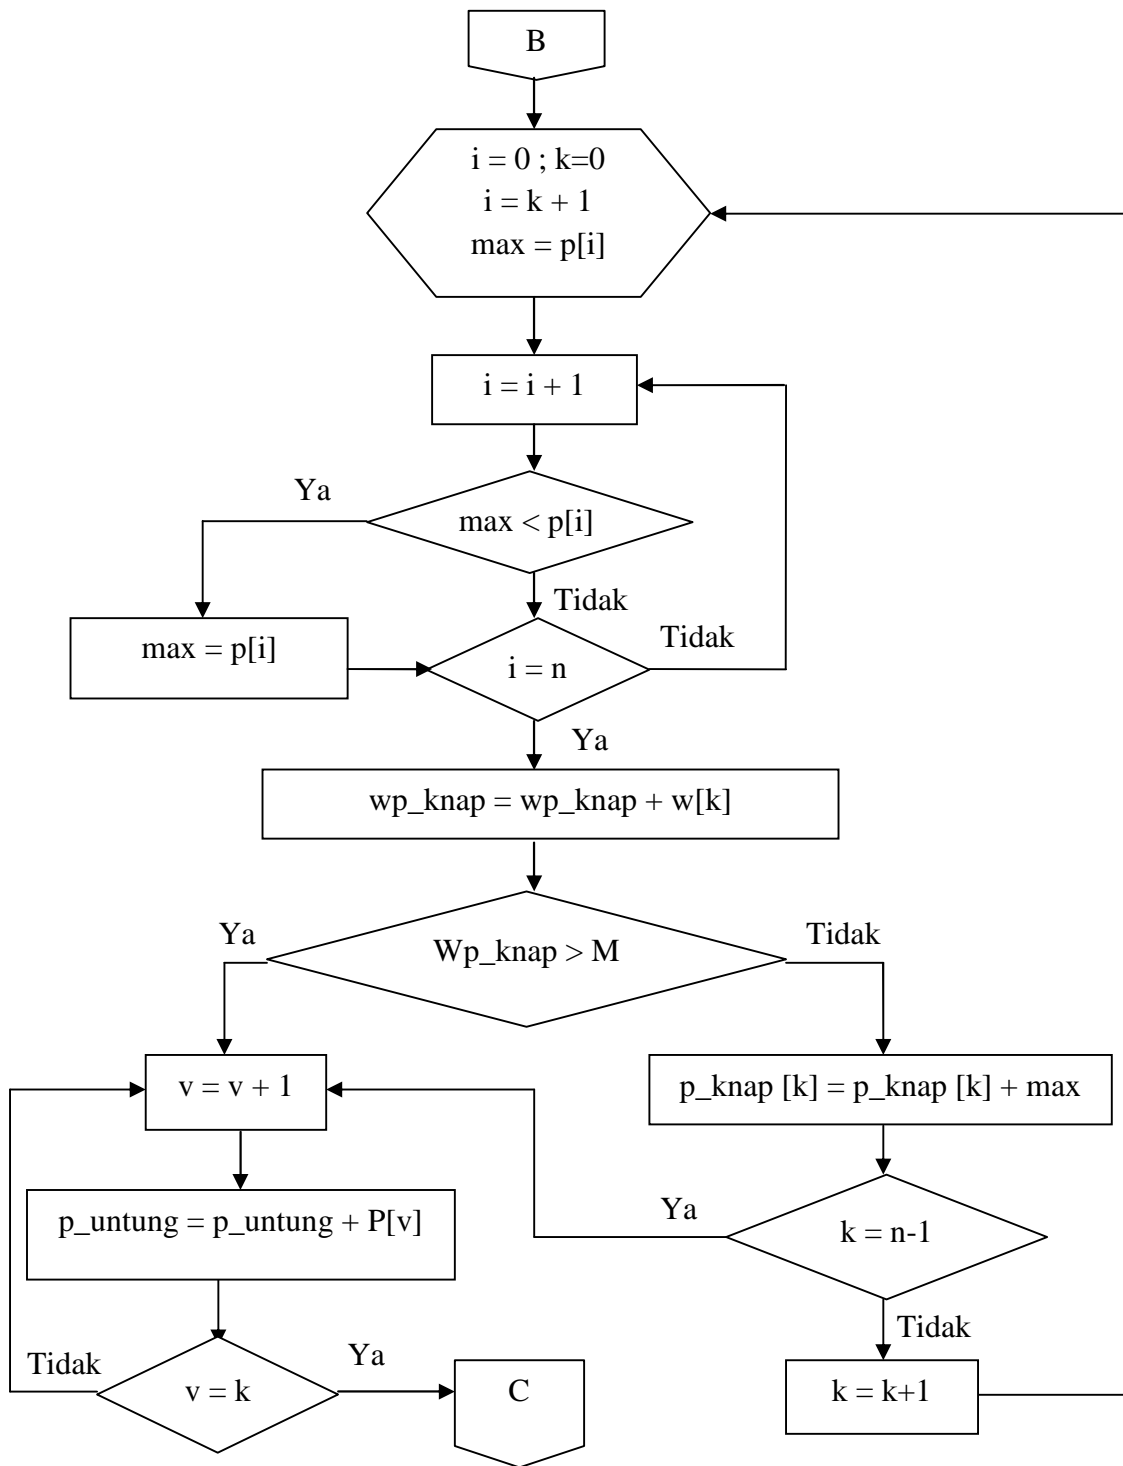 B
i = 0 ; k=0
i = k + 1
max = p[i]
i = i + 1
Ya
max < p[i]
Tidak
max = p[i]
i = n
Tidak
Ya
wp_knap = wp_knap + w[k]
Ya
Wp_knap > M
Tidak
v = v + 1
p_knap [k] = p_knap [k] + max
p_untung = p_untung + P[v]
Ya
k = n-1
Tidak
Tidak
v = k
Ya
C
k = k+1